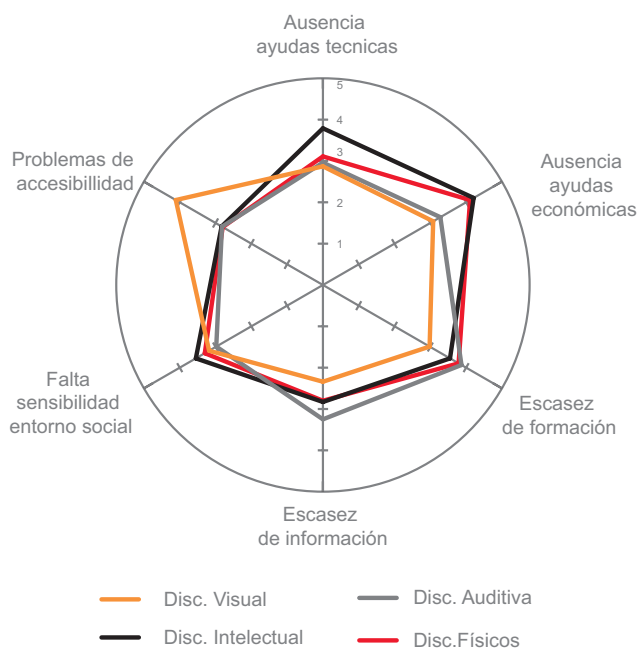 Ausencia
ayudas tecnicas
5
4
3
2
1
Problemas de
accesibillidad
Ausencia
ayudas
económicas
Falta
sensibilidad
entorno social
Escasez
de formación
Escasez
de información
Disc. Visual
Disc. Auditiva
Disc. Intelectual
Disc.Físicos